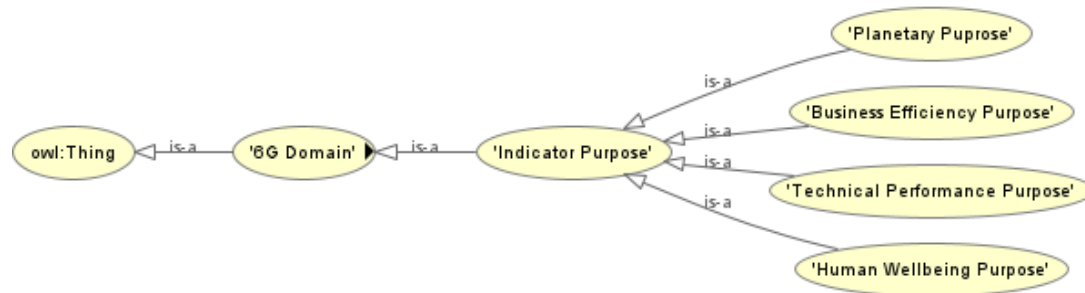 'Planetary Puprose'
is-a
'Business Efficiency Purpose'
is-a
owl:Thing
is-a
'6G Domain'
is-a
'Indicator Purpose'
is-a
'Technical Performance Purpose'
is-a
'Human Wellbeing Purpose'